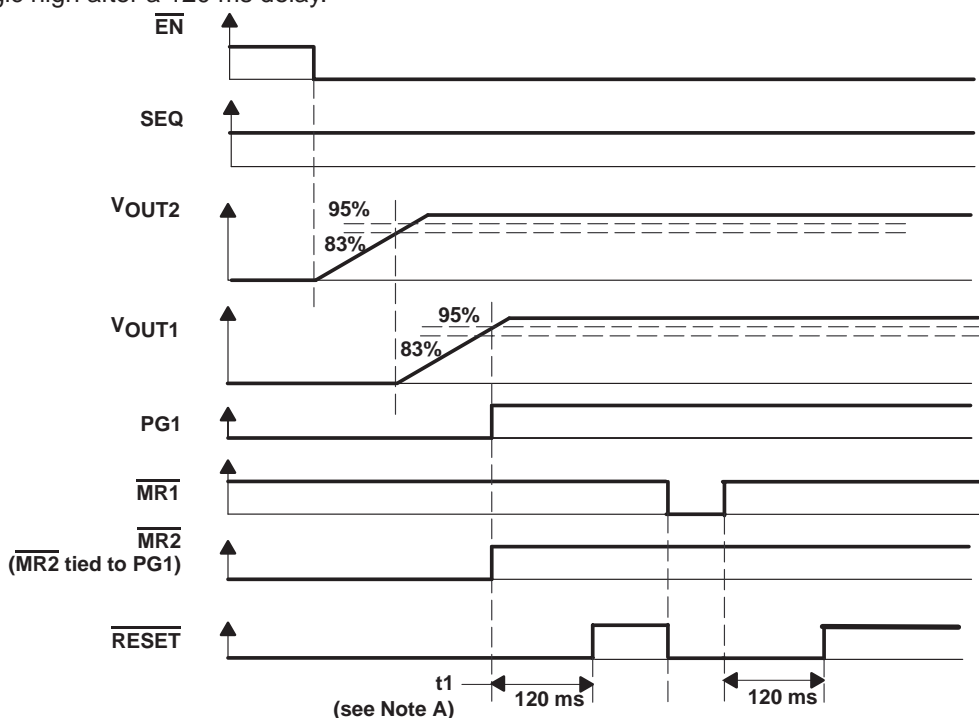 EN
SEQ
VOUT2
95%
83%
VOUT1
95%
83%
PG1
MR1
MR2
(MR2 tied to PG1)
RESET
t1
(see Note A)
120 ms
120 ms